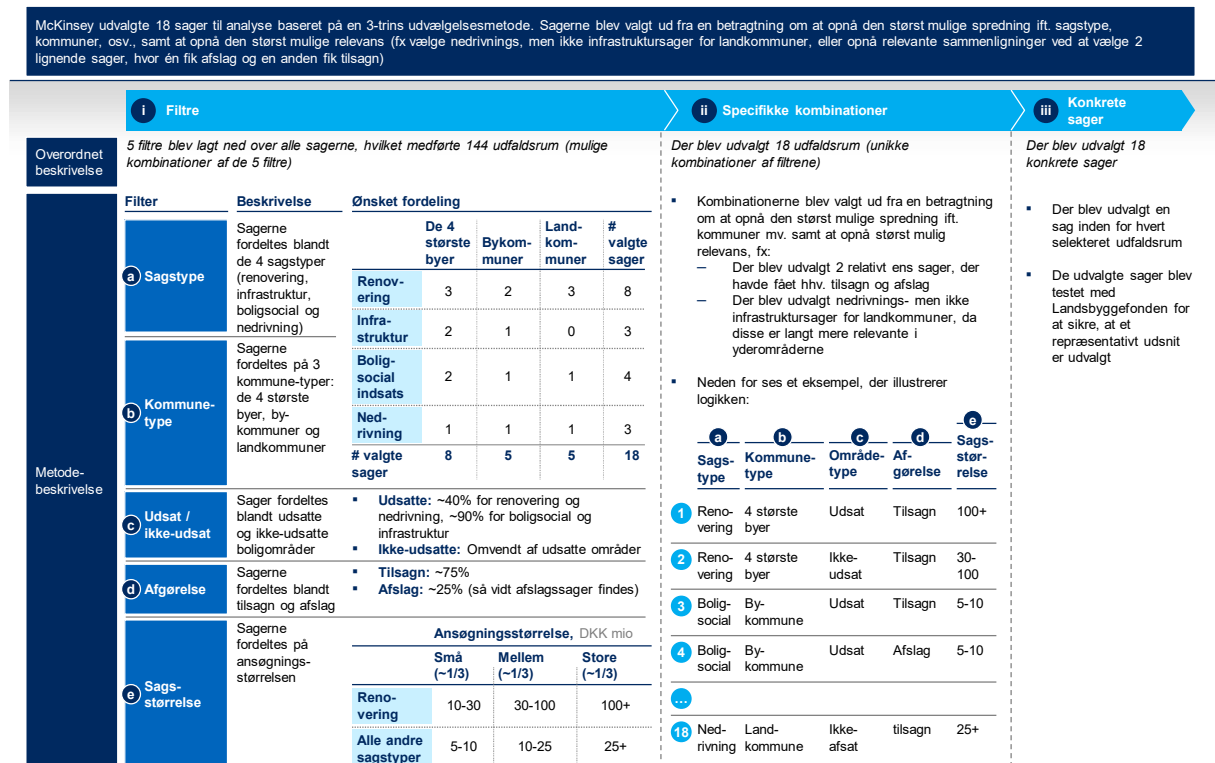 McKinsey udvalgte 18 sager til analyse baseret på en 3-trins udvælgelsesmetode. Sagerne blev valgt ud fra en betragtning om at opnå den størst mulige spredning ift. sagstype,
kommuner, osv., samt at opnå den størst mulige relevans (fx vælge nedrivnings, men ikke infrastruktursager for landkommuner, eller opnå relevante sammenligninger ved at vælge 2
lignende sager, hvor én fik afslag og en anden fik tilsagn)
i Filtre
ii Specifikke kombinationer
iii Konkrete
sager
Overordnet
beskrivelse
5 filtre blev lagt ned over alle sagerne, hvilket medførte 144 udfaldsrum (mulige
kombinationer af de 5 filtre)
Der blev udvalgt 18 udfaldsrum (unikke
kombinationer af filtrene)
Der blev udvalgt 18
konkrete sager
Metode-
beskrivelse
Filter Beskrivelse Ønsket fordeling
a Sagstype
Sagerne
fordeltes blandt
de 4 sagstyper
(renovering,
infrastruktur,
boligsocial og
nedrivning)
b Kommune-
type
Sagerne
fordeltes på 3
kommune-typer:
de 4 største
byer, by-
kommuner og
landkommuner
De 4
største
byer
Bykom-
muner
Land-
kom-
muner
#
valgte
sager
Renov-
ering
3 2 3 8
Infra-
struktur
2 1 0 3
Bolig-
social
indsats
2 1 1 4
Ned-
rivning
1 1 1 3
# valgte
sager
8 5 5 18
c Udsat /
ikke-udsat
Sager fordeltes
blandt udsatte
og ikke-udsatte
boligområder
▪ Udsatte: ~40% for renovering og
nedrivning, ~90% for boligsocial og
infrastruktur
▪ Ikke-udsatte: Omvendt af udsatte områder
d Afgørelse
Sagerne
fordeltes blandt
tilsagn og afslag
▪ Tilsagn: ~75%
▪ Afslag: ~25% (så vidt afslagssager findes)
e Sags-
størrelse
Sagerne
fordeltes på
ansøgnings-
størrelsen
Ansøgningsstørrelse, DKK mio
Små
(~1/3)
Mellem
(~1/3)
Store
(~1/3)
Reno-
vering
10-30 30-100 100+
Alle andre
sagstyper
5-10 10-25 25+
▪ Kombinationerne blev valgt ud fra en betragtning
om at opnå den størst mulige spredning ift.
kommuner mv. samt at opnå størst mulig
relevans, fx:
– Der blev udvalgt 2 relativt ens sager, der
havde fået hhv. tilsagn og afslag
– Der blev udvalgt nedrivnings- men ikke
infrastruktursager for landkommuner, da
disse er langt mere relevante i
yderområderne
▪ Neden for ses et eksempel, der illustrerer
logikken:
a b c d e
Sags-
type
Kommune-
type
Område-
type
Af-
gørelse
Sags-
stør-
relse
1 Reno-
vering
4 største
byer
Udsat Tilsagn 100+
2 Reno-
vering
4 største
byer
Ikke-
udsat
Tilsagn 30-
100
3 Bolig-
social
By-
kommune
Udsat Tilsagn 5-10
4 Bolig-
social
By-
kommune
Udsat Afslag 5-10
...
18 Ned-
rivning
Land-
kommune
Ikke-
afsat
tilsagn 25+
▪ Der blev udvalgt en
sag inden for hvert
selekteret udfaldsrum
▪ De udvalgte sager blev
testet med
Landsbyggefonden for
at sikre, at et
repræsentativt udsnit
er udvalgt